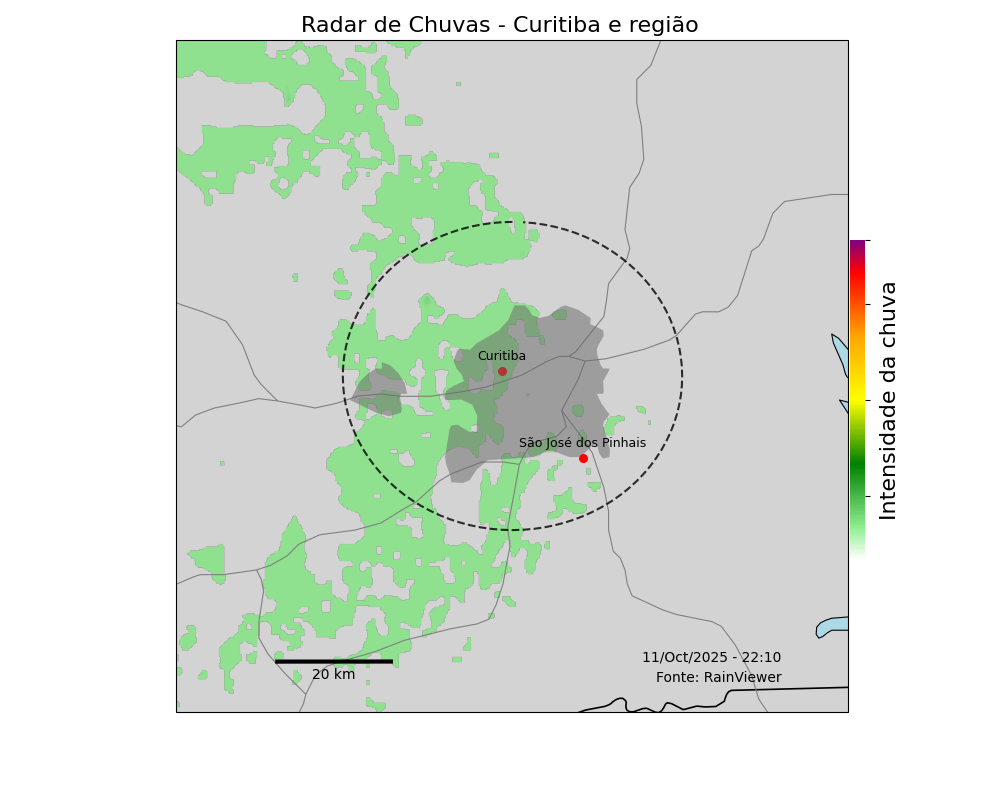 Radar de Chuvas - Curitiba e região
Curitiba
São José dos Pinhais
Intensidade da chuva
11/Oct/2025 - 22:10
Fonte: RainViewer
20 km